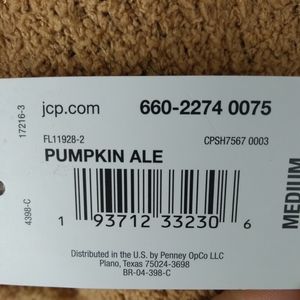 jcp.com 660-2274 0075
FL11928-2 CPSH7567 0003
PUMPKIN ALE
1 93712 33230 6
Distributed in the U.S. by Penney OpCo LLC
Plano, Texas 75024-3698
BR-04-398-C
17216-3
4398-C
MEDIUM